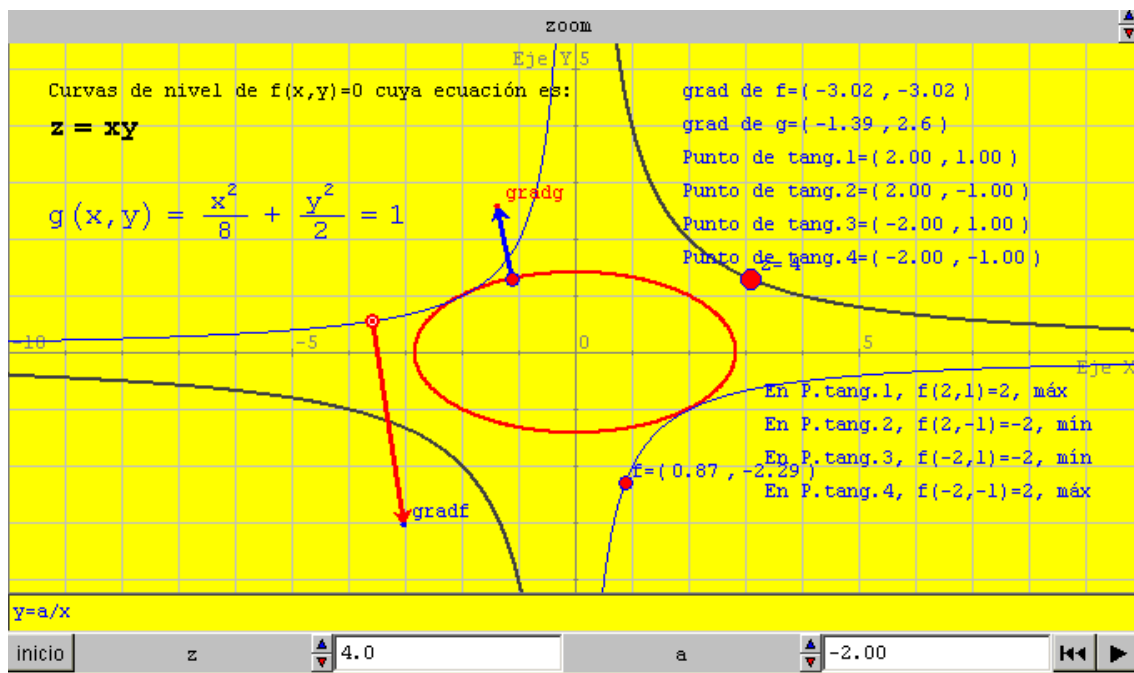 zoom
Eje Y 5
Curvas de nivel de f(x,y)=0 cuya ecuación es:
z = xy
g(x,y) = x²/8 + y²/2 = 1
grad de f=( -3.02 , -3.02 )
grad de g=( -1.39 , 2.6 )
Punto de tang.1=( 2.00 , 1.00 )
Punto de tang.2=( 2.00 , -1.00 )
Punto de tang.3=( -2.00 , 1.00 )
Punto de tang.4=( -2.00 , -1.00 )
z= 4
gradg
-10
-5
0
5
Eje X
En P.tang.1, f(2,1)=2, máx
En P.tang.2, f(2,-1)=-2, mín
En P.tang.3, f(-2,1)=-2, mín
En P.tang.4, f(-2,-1)=2, máx
f=( 0.87 , -2.29 )
gradf
y=a/x
inicio
z
4.0
a
-2.00